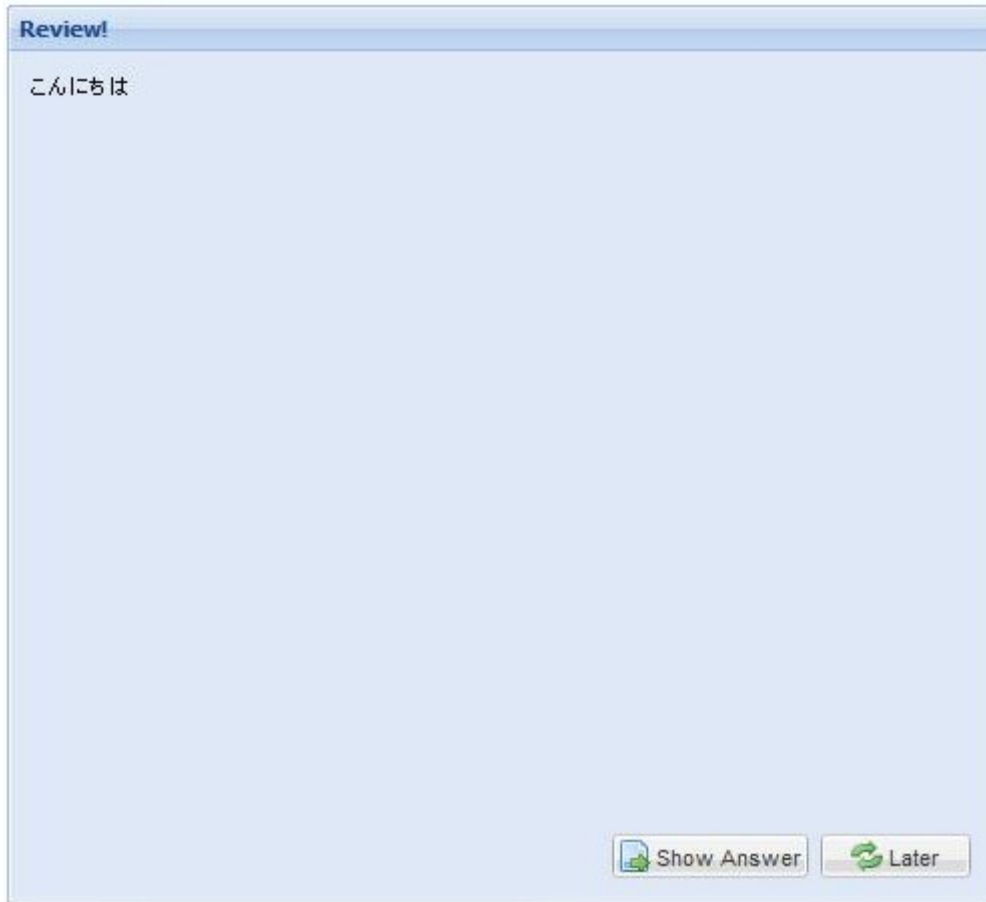 Review!
こんにちは
Show Answer
Later